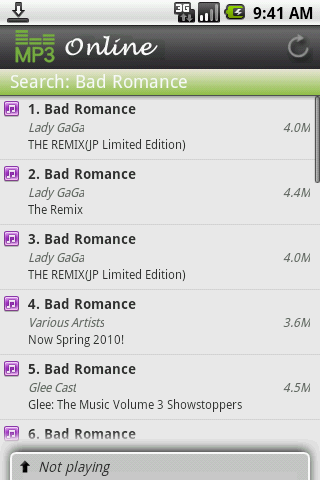 3G
9:41 AM
MP3 Online
Search: Bad Romance
1. Bad Romance
Lady GaGa 4.0M
THE REMIX(JP Limited Edition)
2. Bad Romance
Lady GaGa 4.4M
The Remix
3. Bad Romance
Lady GaGa 4.0M
THE REMIX(JP Limited Edition)
4. Bad Romance
Various Artists 3.6M
Now Spring 2010!
5. Bad Romance
Glee Cast 4.5M
Glee: The Music Volume 3 Showstoppers
6. Bad Romance
Not playing